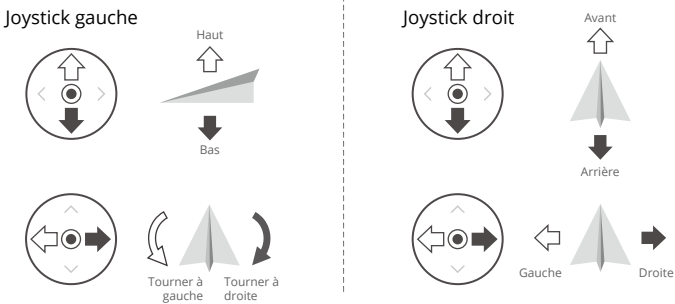 Joystick gauche
Haut
Bas
Tourner à
gauche
Tourner à
droite
Joystick droit
Avant
Arrière
Gauche
Droite